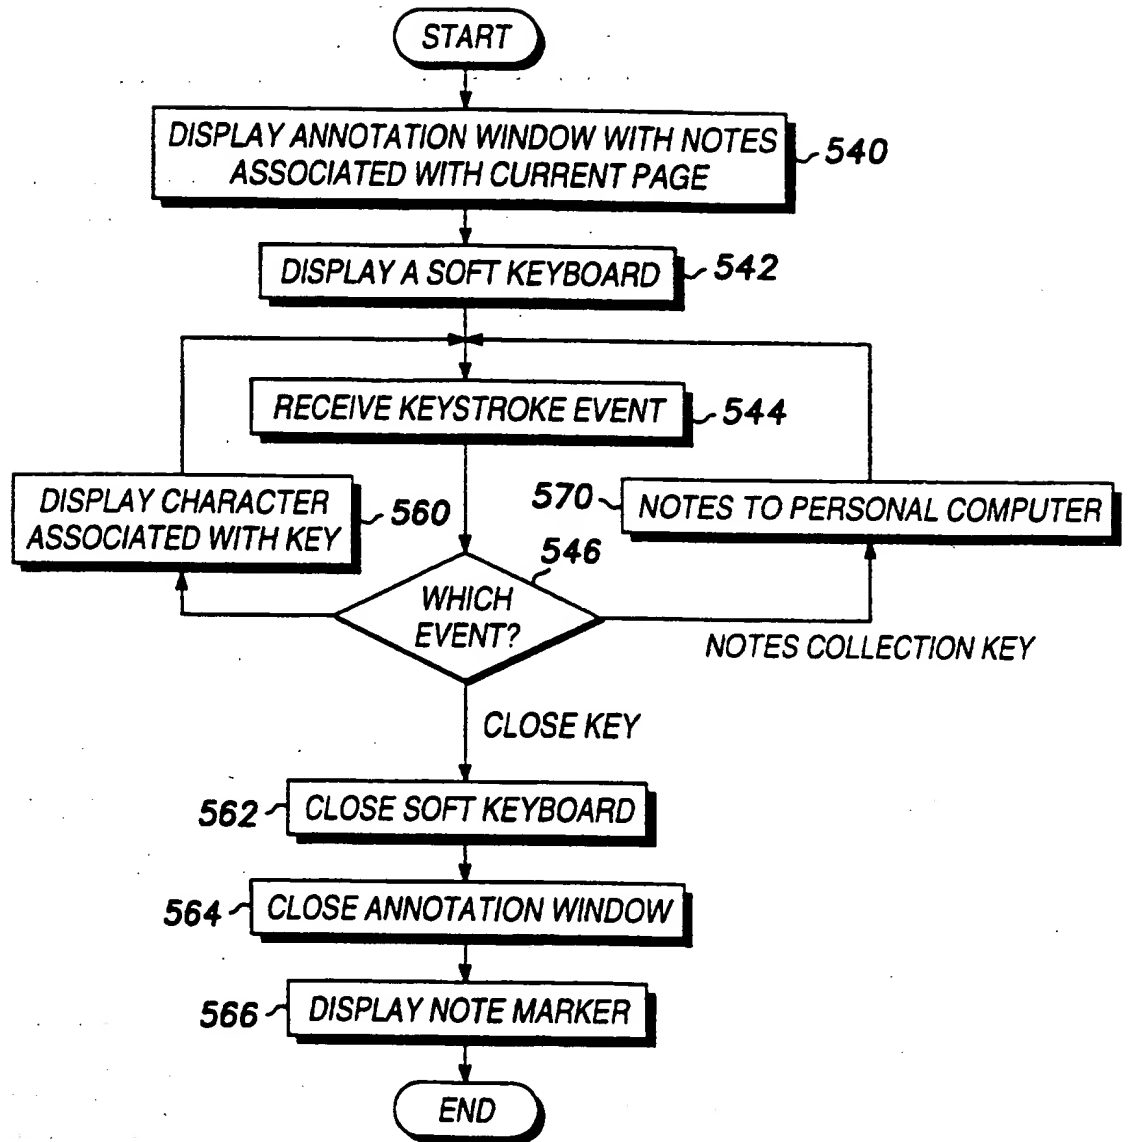 START
DISPLAY ANNOTATION WINDOW WITH NOTES
ASSOCIATED WITH CURRENT PAGE
540
DISPLAY A SOFT KEYBOARD
542
RECEIVE KEYSTROKE EVENT
544
DISPLAY CHARACTER
ASSOCIATED WITH KEY
560
570
NOTES TO PERSONAL COMPUTER
546
WHICH
EVENT?
NOTES COLLECTION KEY
CLOSE KEY
562
CLOSE SOFT KEYBOARD
564
CLOSE ANNOTATION WINDOW
566
DISPLAY NOTE MARKER
END